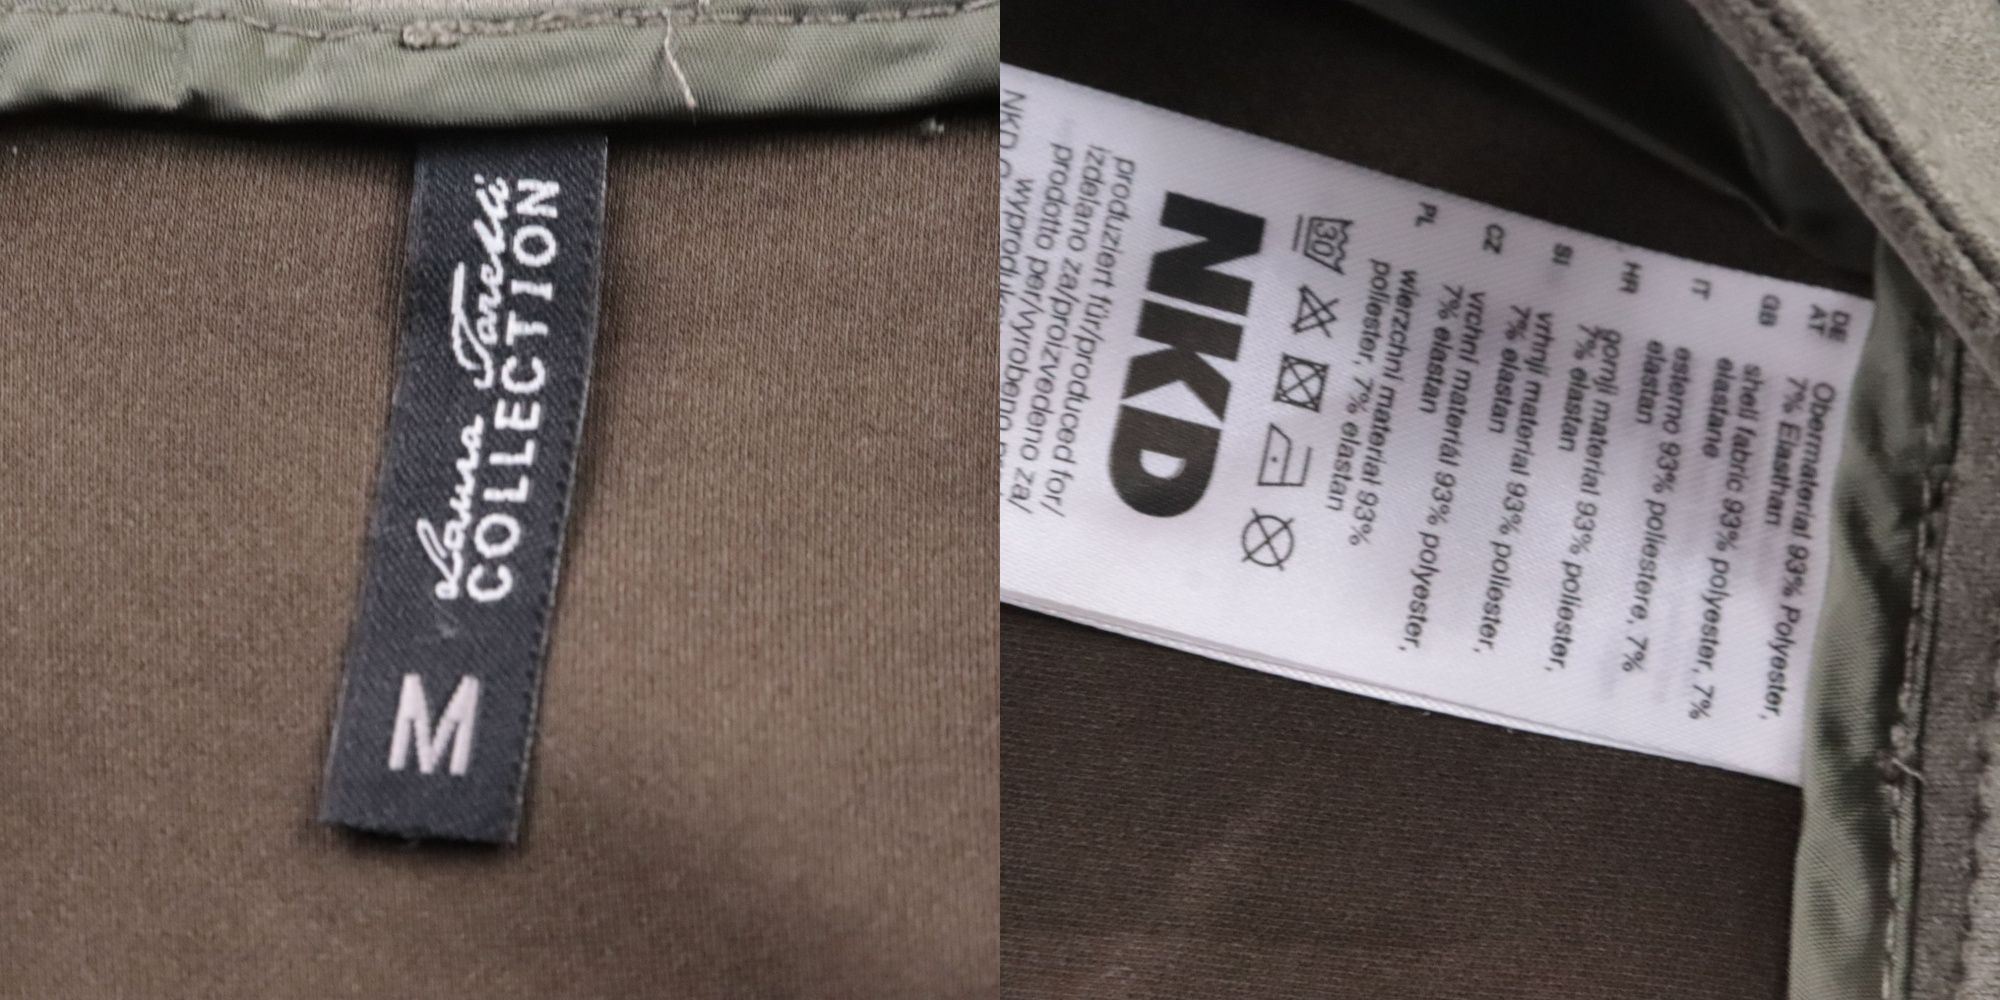 Laura Torelli
COLLECTION
M
DE
AT
Obermaterial 93% Polyester,
7% Elasthan
GB
shell fabric 93% polyester, 7%
elastane
IT
esterno 93% poliestere, 7%
elastan
HR
gornji materijal 93% poliester,
7% elastan
SI
vrhnji material 93% poliester,
7% elastan
CZ
vrchní materiál 93% polyester,
7% elastan
PL
wierzchni materiał 93%
poliester, 7% elastan
30
NKD
produziert für/produced for/
izdelano za/proizvedeno za/
prodotto per/vyrobeno
NKD